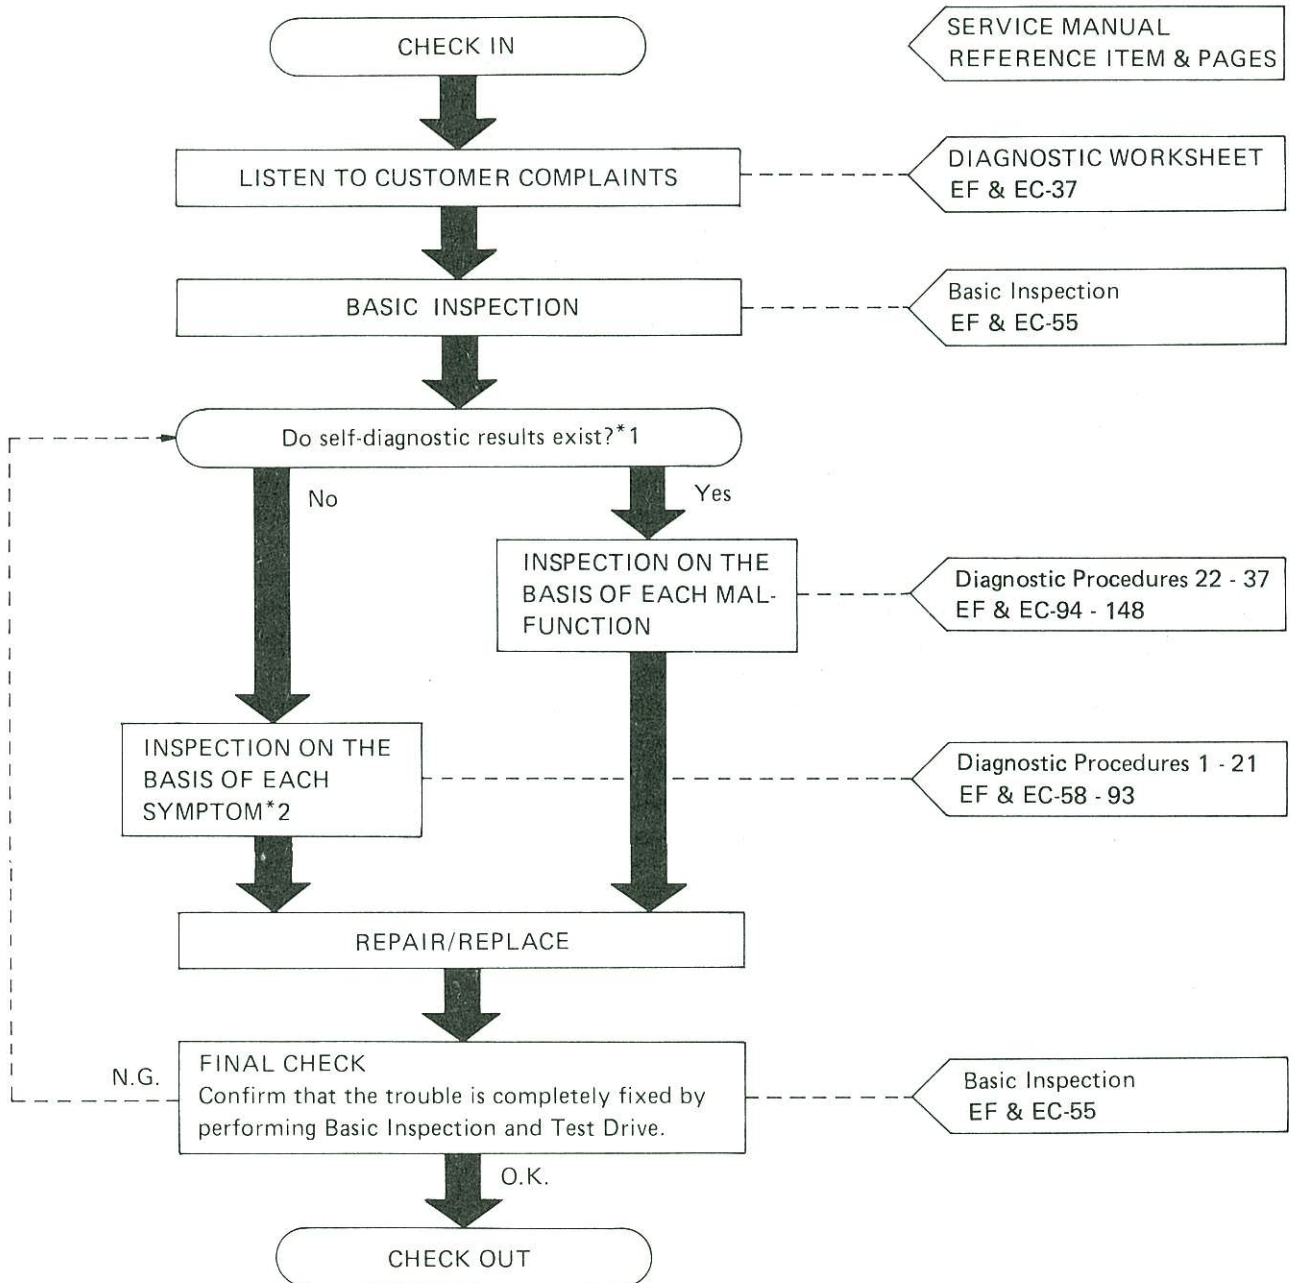 CHECK IN
SERVICE MANUAL
REFERENCE ITEM & PAGES
LISTEN TO CUSTOMER COMPLAINTS
DIAGNOSTIC WORKSHEET
EF & EC-37
BASIC INSPECTION
Basic Inspection
EF & EC-55
Do self-diagnostic results exist?*1
No
Yes
INSPECTION ON THE
BASIS OF EACH MAL-
FUNCTION
Diagnostic Procedures 22 - 37
EF & EC-94 - 148
INSPECTION ON THE
BASIS OF EACH
SYMPTOM*2
Diagnostic Procedures 1 - 21
EF & EC-58 - 93
REPAIR/REPLACE
N.G.
FINAL CHECK
Confirm that the trouble is completely fixed by
performing Basic Inspection and Test Drive.
Basic Inspection
EF & EC-55
O.K.
CHECK OUT